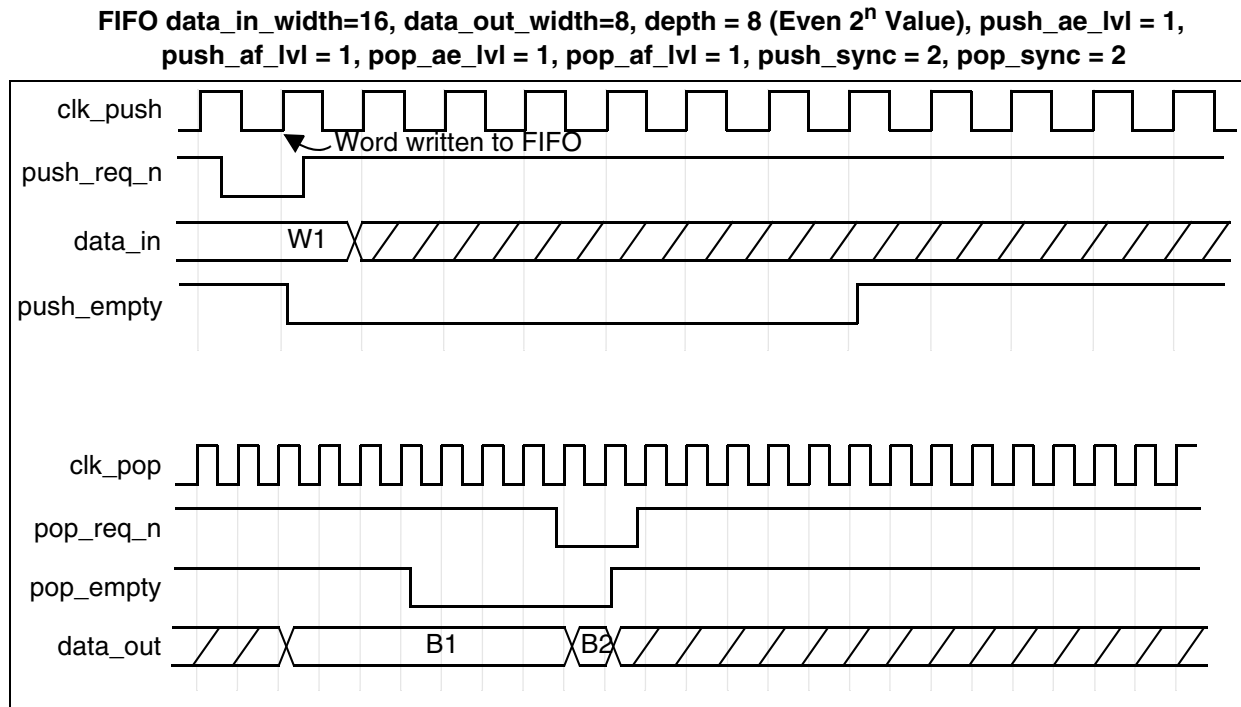 FIFO data_in_width=16, data_out_width=8, depth = 8 (Even 2ⁿ Value), push_ae_lvl = 1,
push_af_lvl = 1, pop_ae_lvl = 1, pop_af_lvl = 1, push_sync = 2, pop_sync = 2
clk_push
Word written to FIFO
push_req_n
data_in
W1
push_empty
clk_pop
pop_req_n
pop_empty
data_out
B1
B2